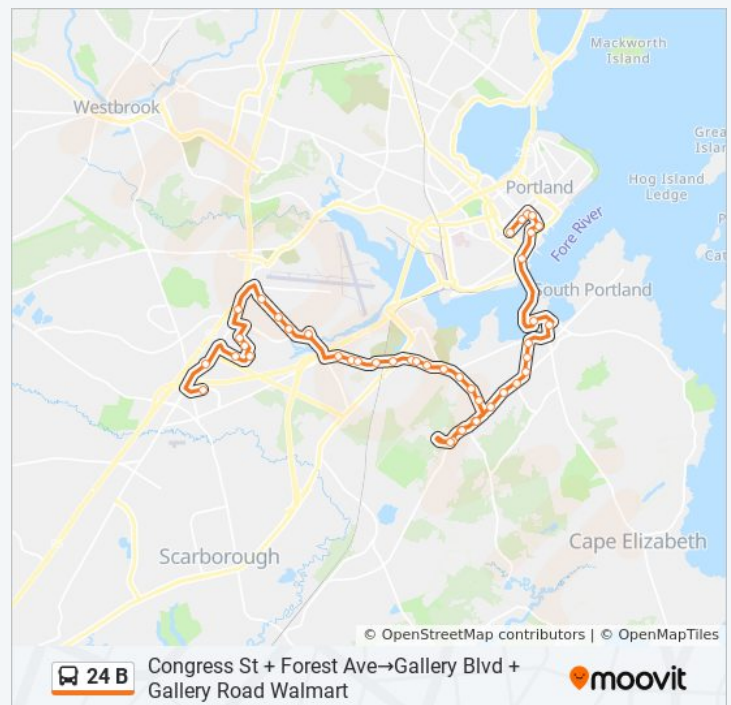 Mackworth
Island
Westbrook
Grea
Islan
Portland
Hog Island
Ledge
P
Cat
Fore River
South Portland
Scarborough
Cape Elizabeth
© OpenStreetMap contributors | © OpenMapTiles
24 B
Congress St + Forest Ave→Gallery Blvd +
Gallery Road Walmart
moovit